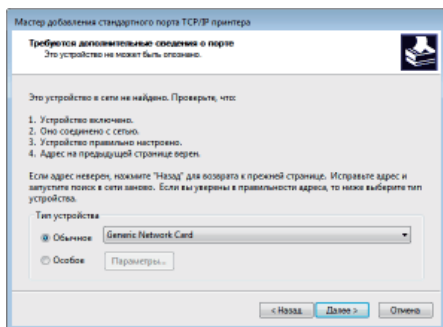 Мастер добавления стандартного порта TCP/IP принтера
Требуются дополнительные сведения о порте
Это устройство не может быть опознано.
Это устройство в сети не найдено. Проверьте, что:
1. Устройство включено.
2. Оно соединено с сетью.
3. Устройство правильно настроено.
4. Адрес на предыдущей странице верен.
Если адрес неверен, нажмите "Назад" для возврата к прежней странице. Исправьте адрес и
запустите поиск в сети заново. Если вы уверены в правильности адреса, то ниже выберите тип
устройства.
Тип устройства
Обычное Generic Network Card
Особое Параметры...
< Назад Далее > Отмена